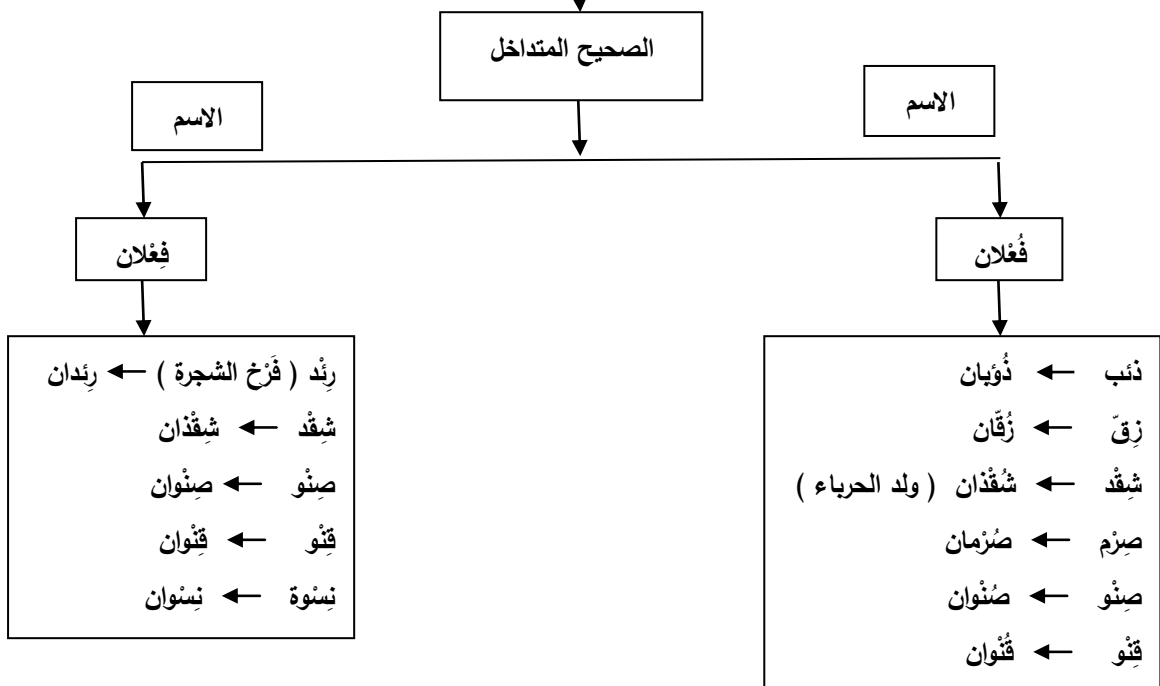 الصحيح المتداخل
الاسم
الاسم
فُعْلان
فِعْلان
ذئب ← ذُؤبان
زِقّ ← زُقّان
شِقْد ← شُقْذان ( ولد الحرباء )
صِرْم ← صُرْمان
صِنْو ← صُنْوان
قِنْو ← قُنْوان
رِئْد ( فَرْخ الشجرة ) ← رِئدان
شِقْد ← شِقْذان
صِنْو ← صِنْوان
قِنْو ← قِنْوان
نِسْوة ← نِسْوان